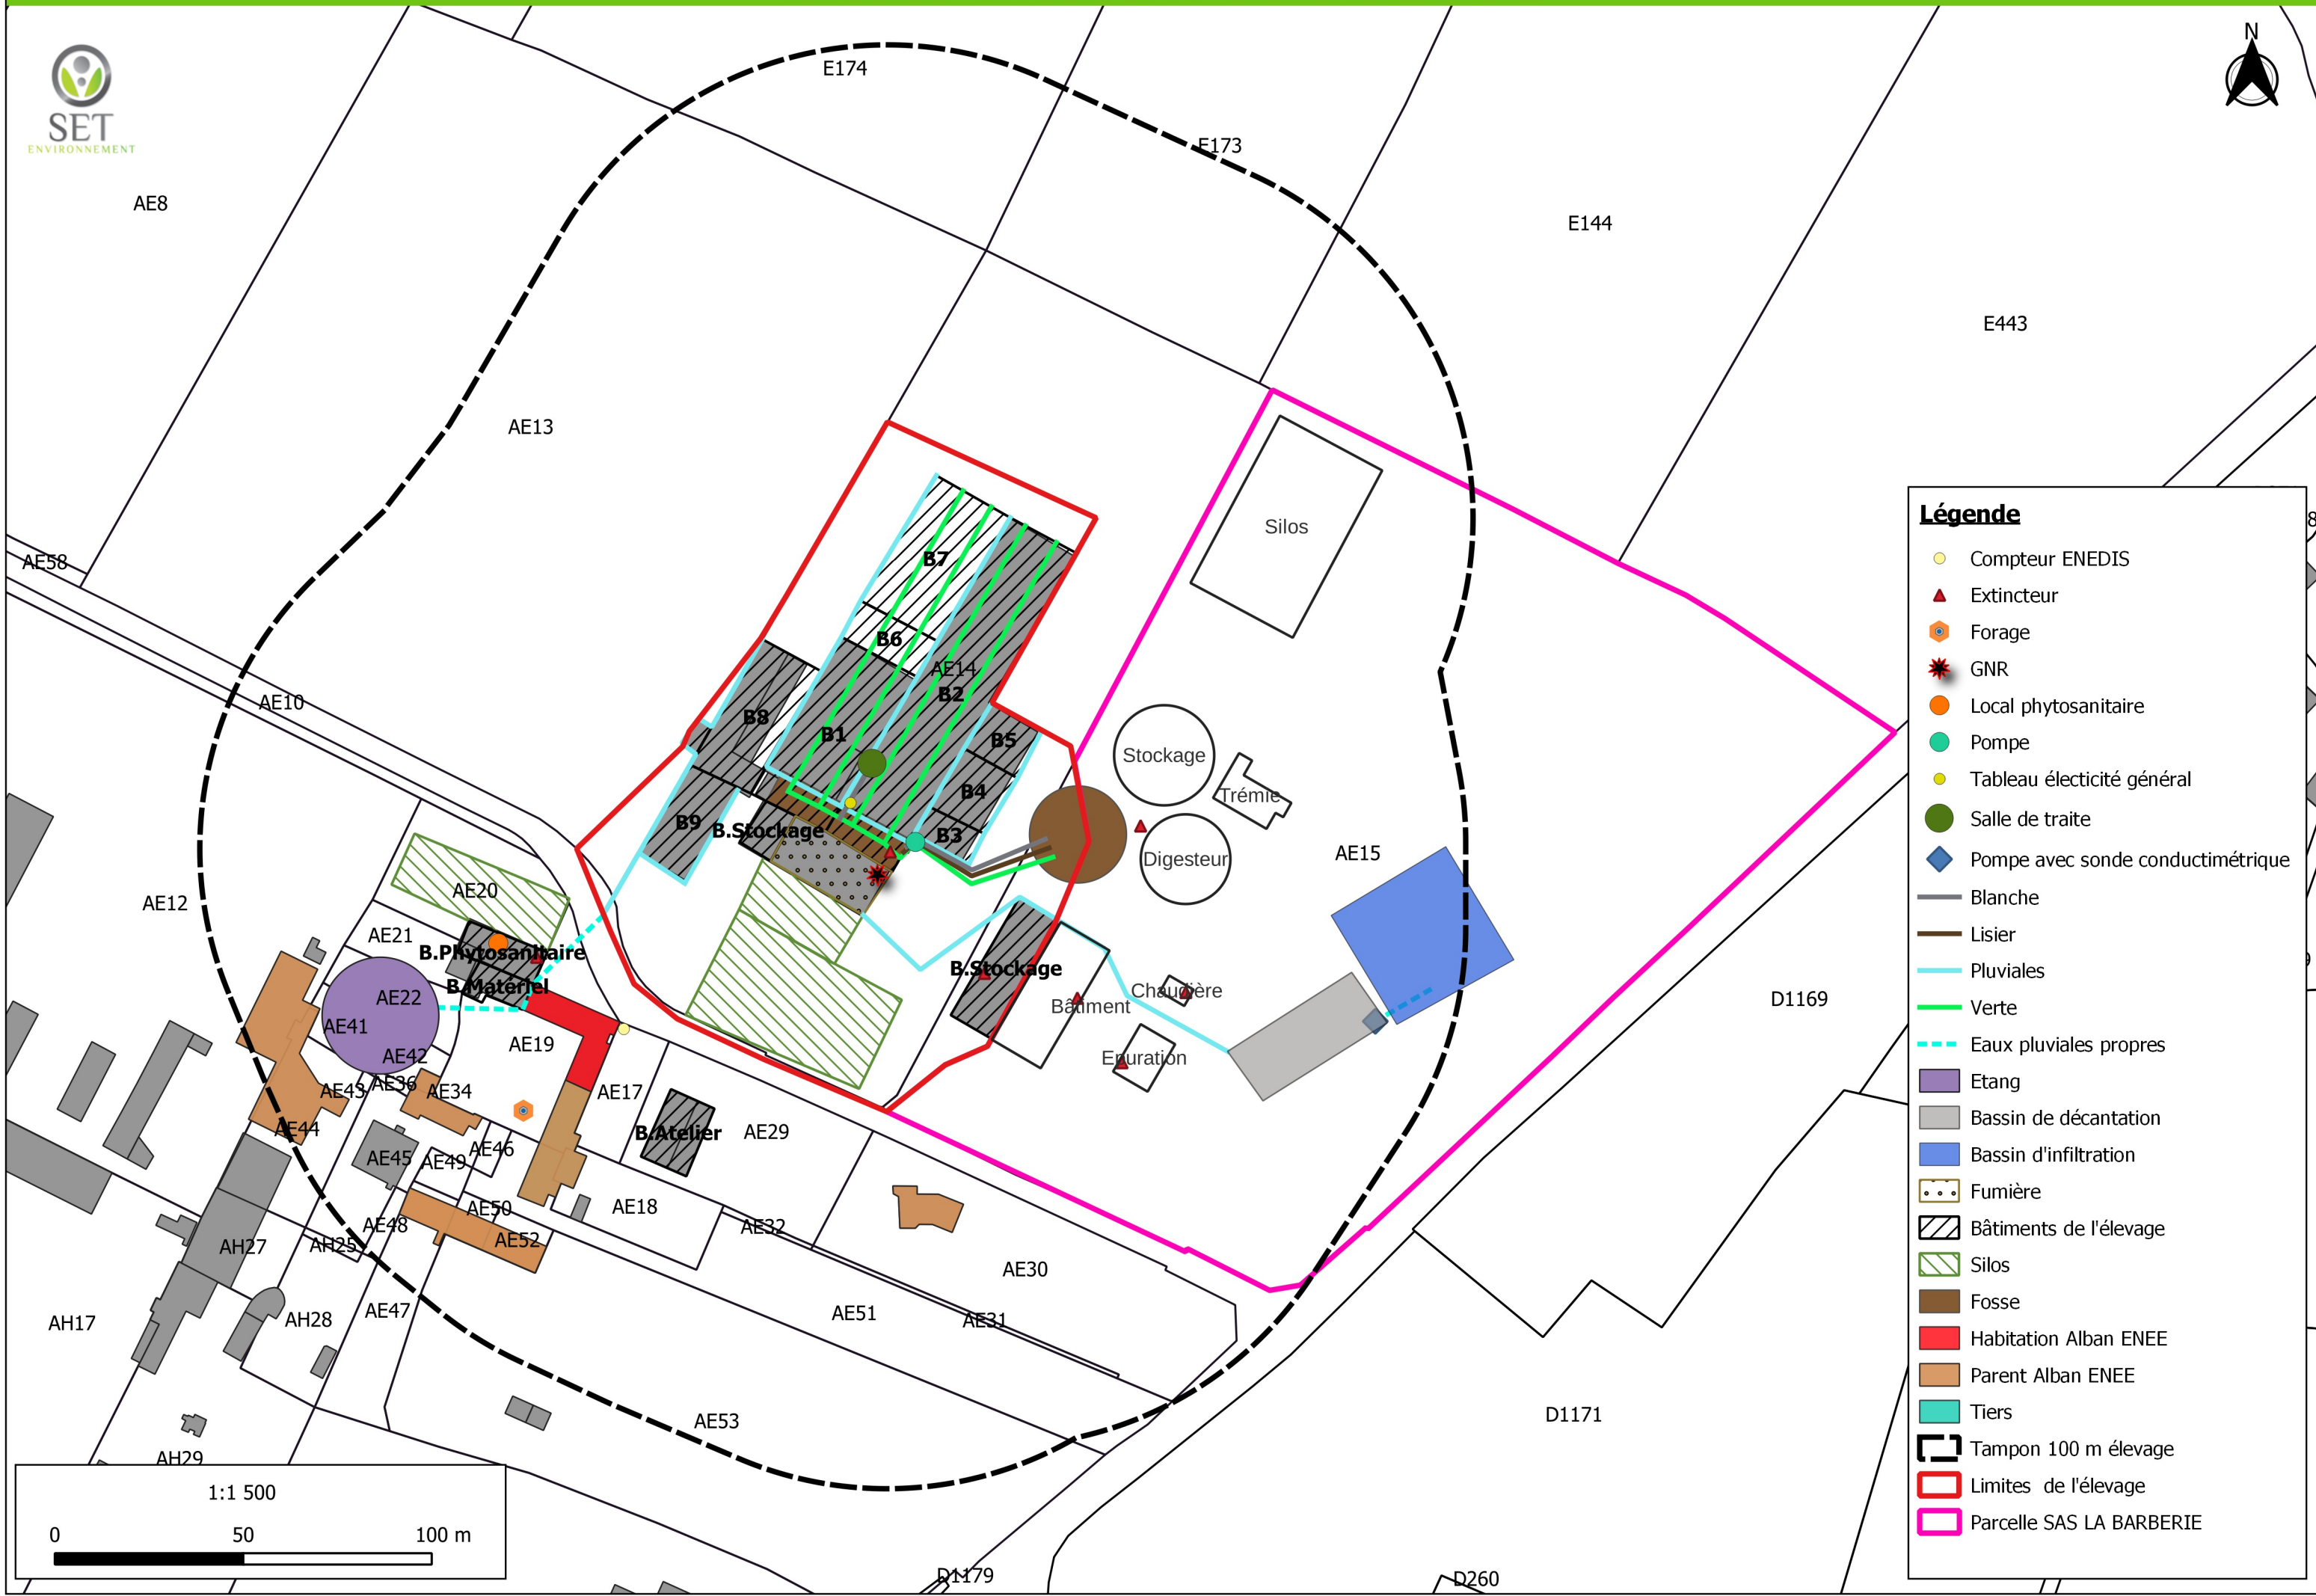 SET
ENVIRONNEMENT
N
E174
E173
AE8
E144
E443
AE13
Silos
AE58
B7
B6
AE14
B2
AE10
B8
B1
B5
Stockage
Trémie
B4
B9
B.Stockage
B3
Digesteur
AE15
AE20
AE12
AE21
B.Phytosanitaire
B.Matériel
AE22
AE41
B.Stockage
Chaudière
Bâtiment
D1169
AE19
AE42
Epuration
AE43
AE36
AE34
AE17
AE44
B.Atelier
AE29
AE46
AE45
AE49
AE50
AE18
AE48
AE32
AE52
AH27
AH25
AE30
AE47
AE51
AE31
AH17
AH28
AE53
D1171
AH29
D1179
D260
1:1 500
0 50 100 m
Légende
Compteur ENEDIS
Extincteur
Forage
GNR
Local phytosanitaire
Pompe
Tableau électicité général
Salle de traite
Pompe avec sonde conductimétrique
Blanche
Lisier
Pluviales
Verte
Eaux pluviales propres
Etang
Bassin de décantation
Bassin d'infiltration
Fumière
Bâtiments de l'élevage
Silos
Fosse
Habitation Alban ENEE
Parent Alban ENEE
Tiers
Tampon 100 m élevage
Limites de l'élevage
Parcelle SAS LA BARBERIE